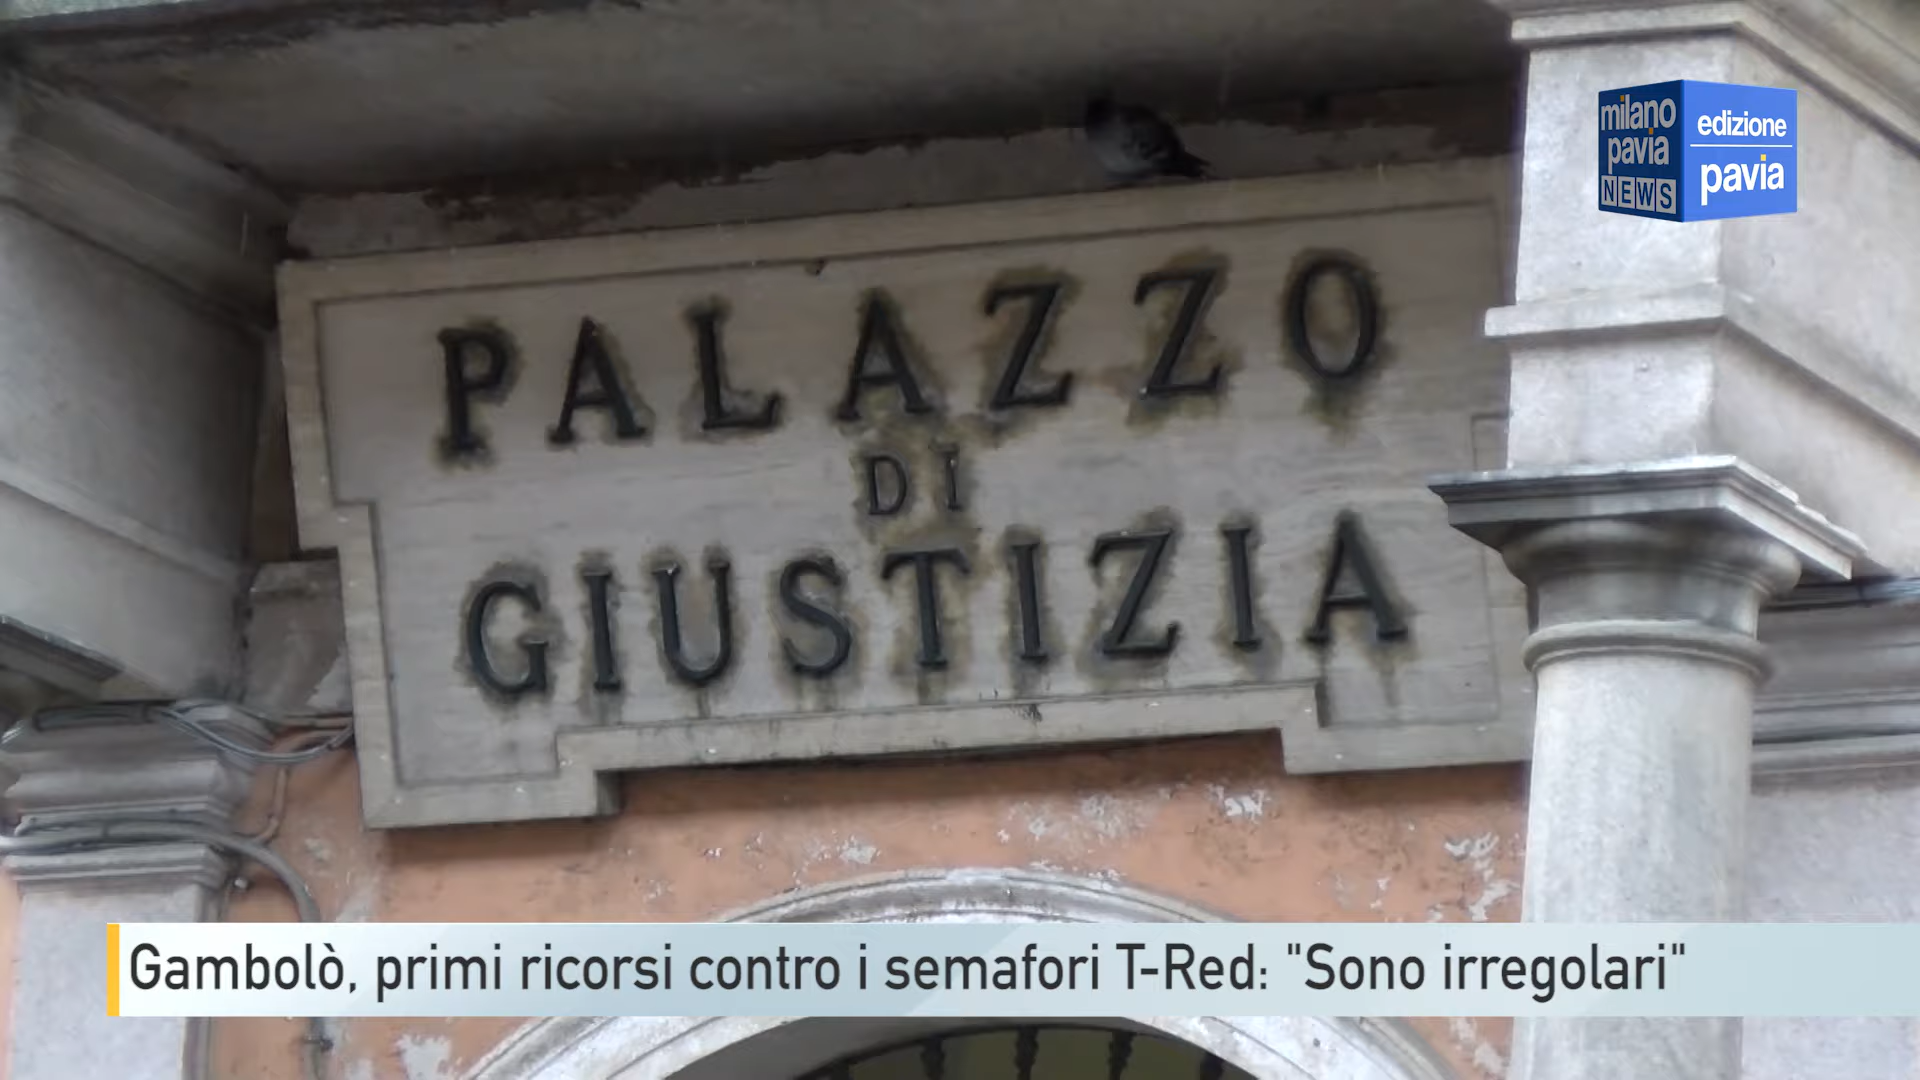 milano
pavia
NEWS
edizione
pavia
PALAZZO
DI
GIUSTIZIA
Gambolò, primi ricorsi contro i semafori T-Red: "Sono irregolari"